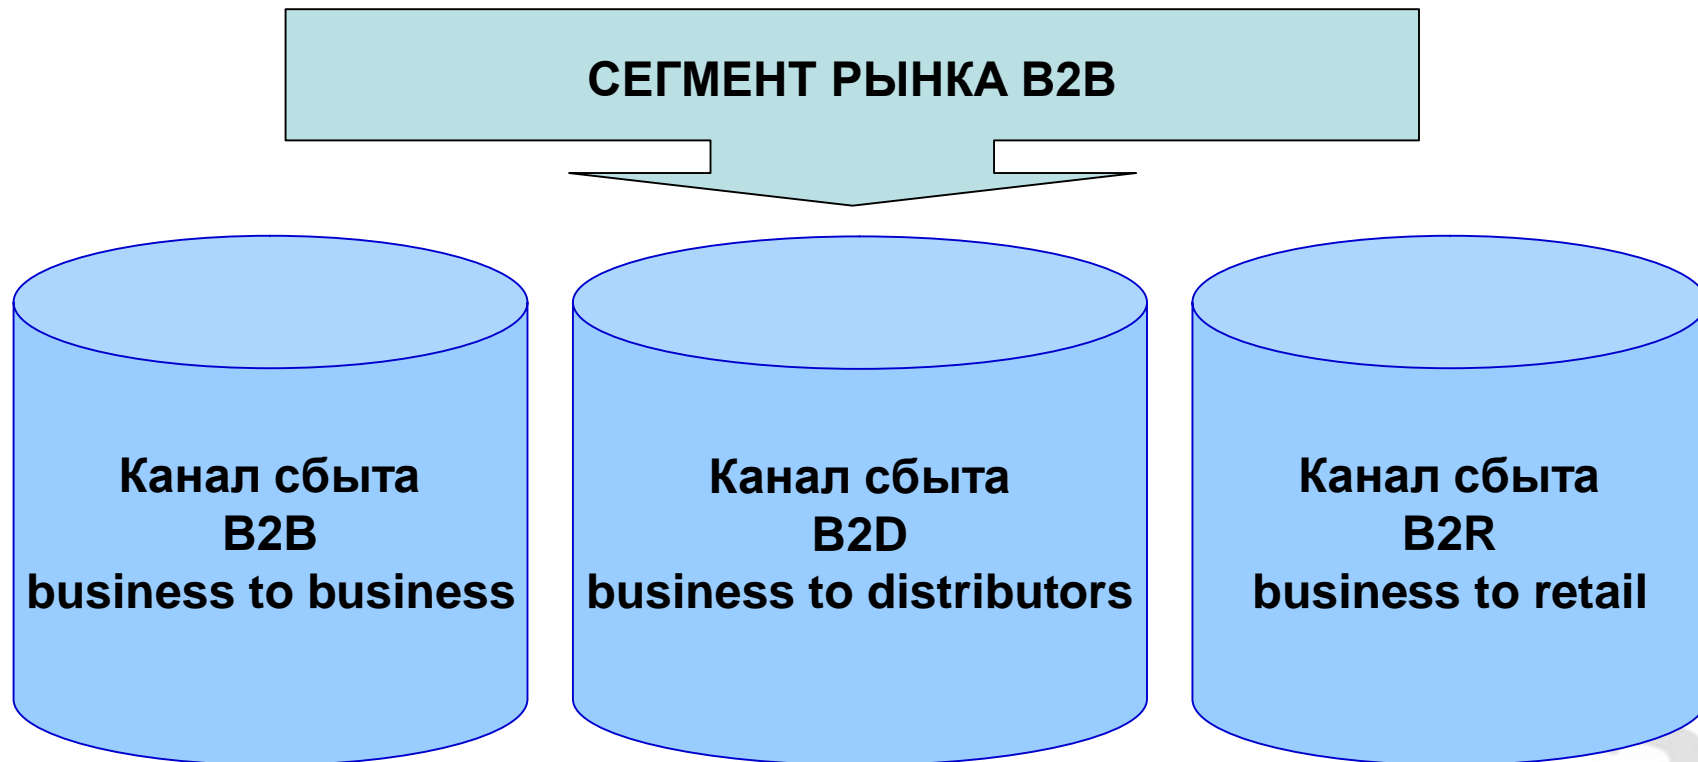 СЕГМЕНТ РЫНКА B2B
Канал сбыта
B2B
business to business
Канал сбыта
B2D
business to distributors
Канал сбыта
B2R
business to retail